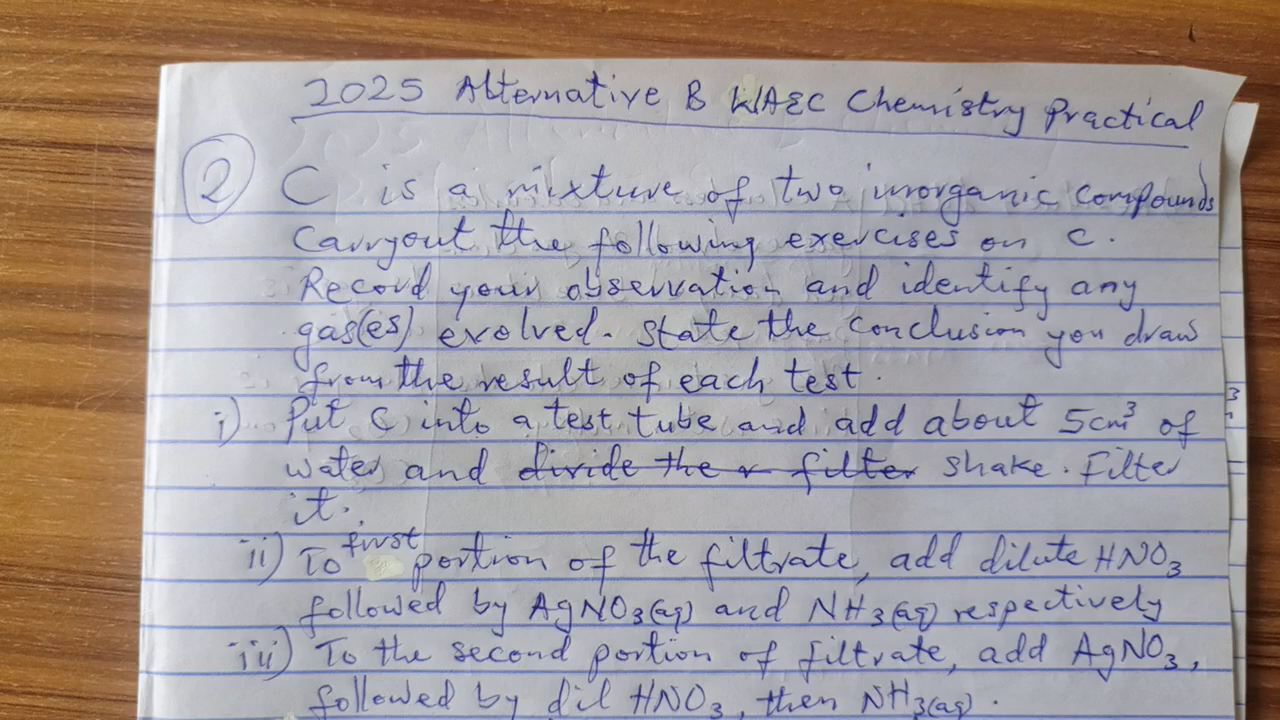 2025 Alternative B WAEC Chemistry Practical
2 C is a mixture of two inorganic compounds
Carryout the following exercises on C.
Record your observation and identify any
gas(es) evolved. State the conclusion you draw
from the result of each test.
i) Put C into a test tube and add about 5cm³ of
water and divide the r filter shake. Filter
it.
ii) To first portion of the filtrate, add dilute HNO₃
followed by AgNO₃(aq) and NH₃(aq) respectively
iii) To the second portion of filtrate, add AgNO₃,
followed by dil HNO₃, then NH₃(aq).